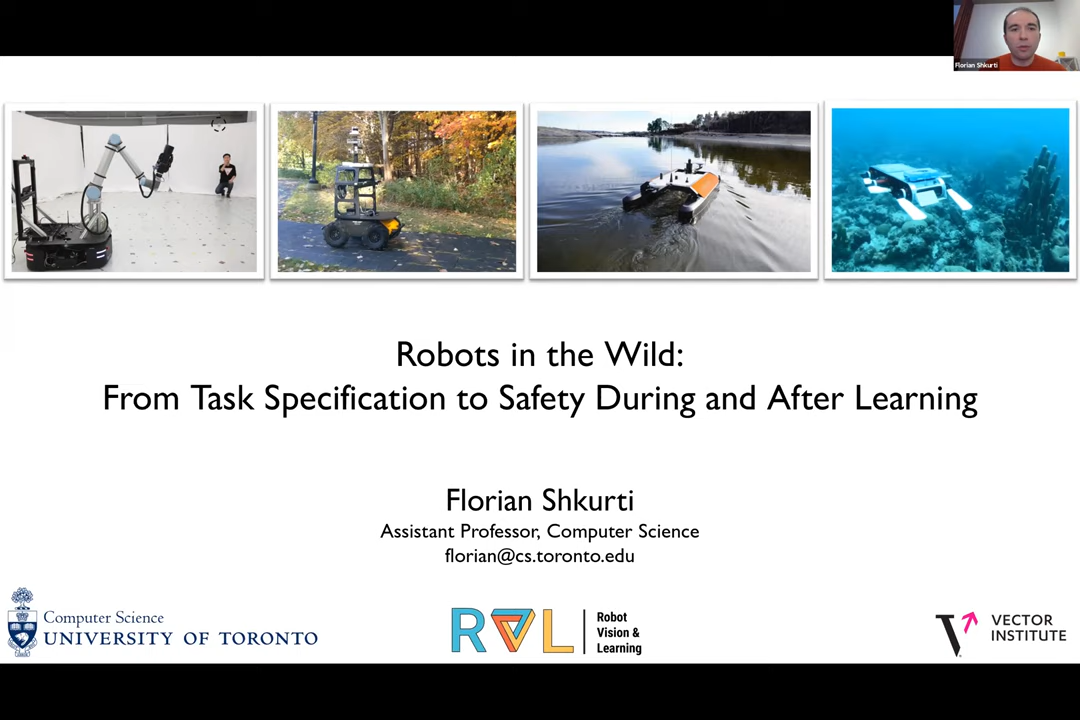 Florian Shkurti
Robots in the Wild:
From Task Specification to Safety During and After Learning
Florian Shkurti
Assistant Professor, Computer Science
florian@cs.toronto.edu
Computer Science
UNIVERSITY OF TORONTO
RVL
Robot
Vision &
Learning
VECTOR
INSTITUTE